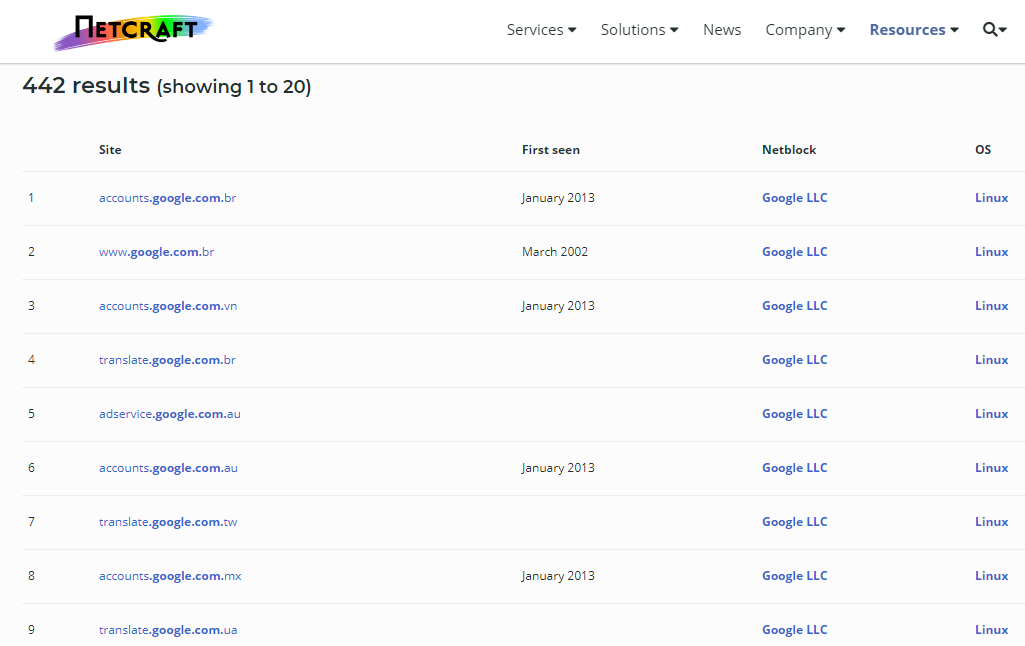 ΠETCRAFT
Services Solutions News Company Resources
442 results (showing 1 to 20)
Site First seen Netblock OS
1 accounts.google.com.br January 2013 Google LLC Linux
2 www.google.com.br March 2002 Google LLC Linux
3 accounts.google.com.vn January 2013 Google LLC Linux
4 translate.google.com.br Google LLC Linux
5 adservice.google.com.au Google LLC Linux
6 accounts.google.com.au January 2013 Google LLC Linux
7 translate.google.com.tw Google LLC Linux
8 accounts.google.com.mx January 2013 Google LLC Linux
9 translate.google.com.ua Google LLC Linux